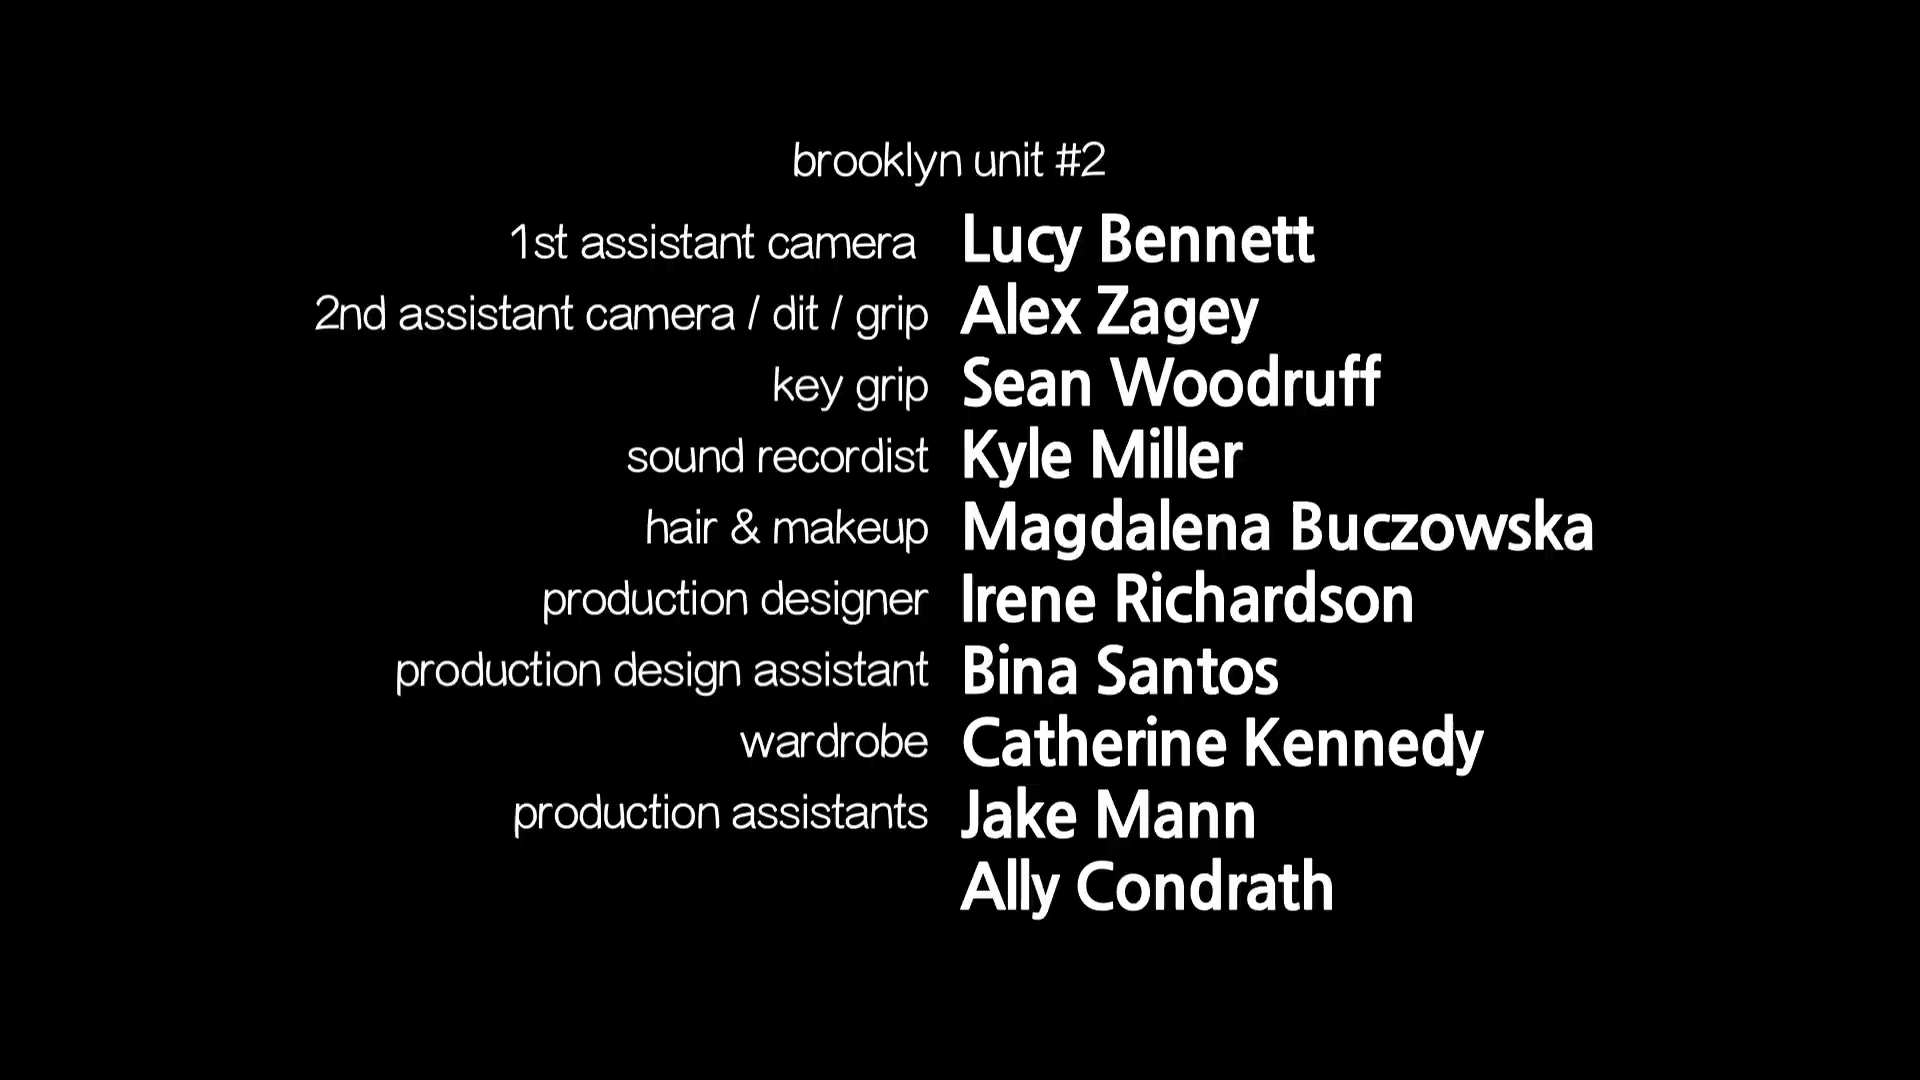 brooklyn unit #2
1st assistant camera Lucy Bennett
2nd assistant camera / dit / grip Alex Zagey
key grip Sean Woodruff
sound recordist Kyle Miller
hair & makeup Magdalena Buczowska
production designer Irene Richardson
production design assistant Bina Santos
wardrobe Catherine Kennedy
production assistants Jake Mann
Ally Condrath